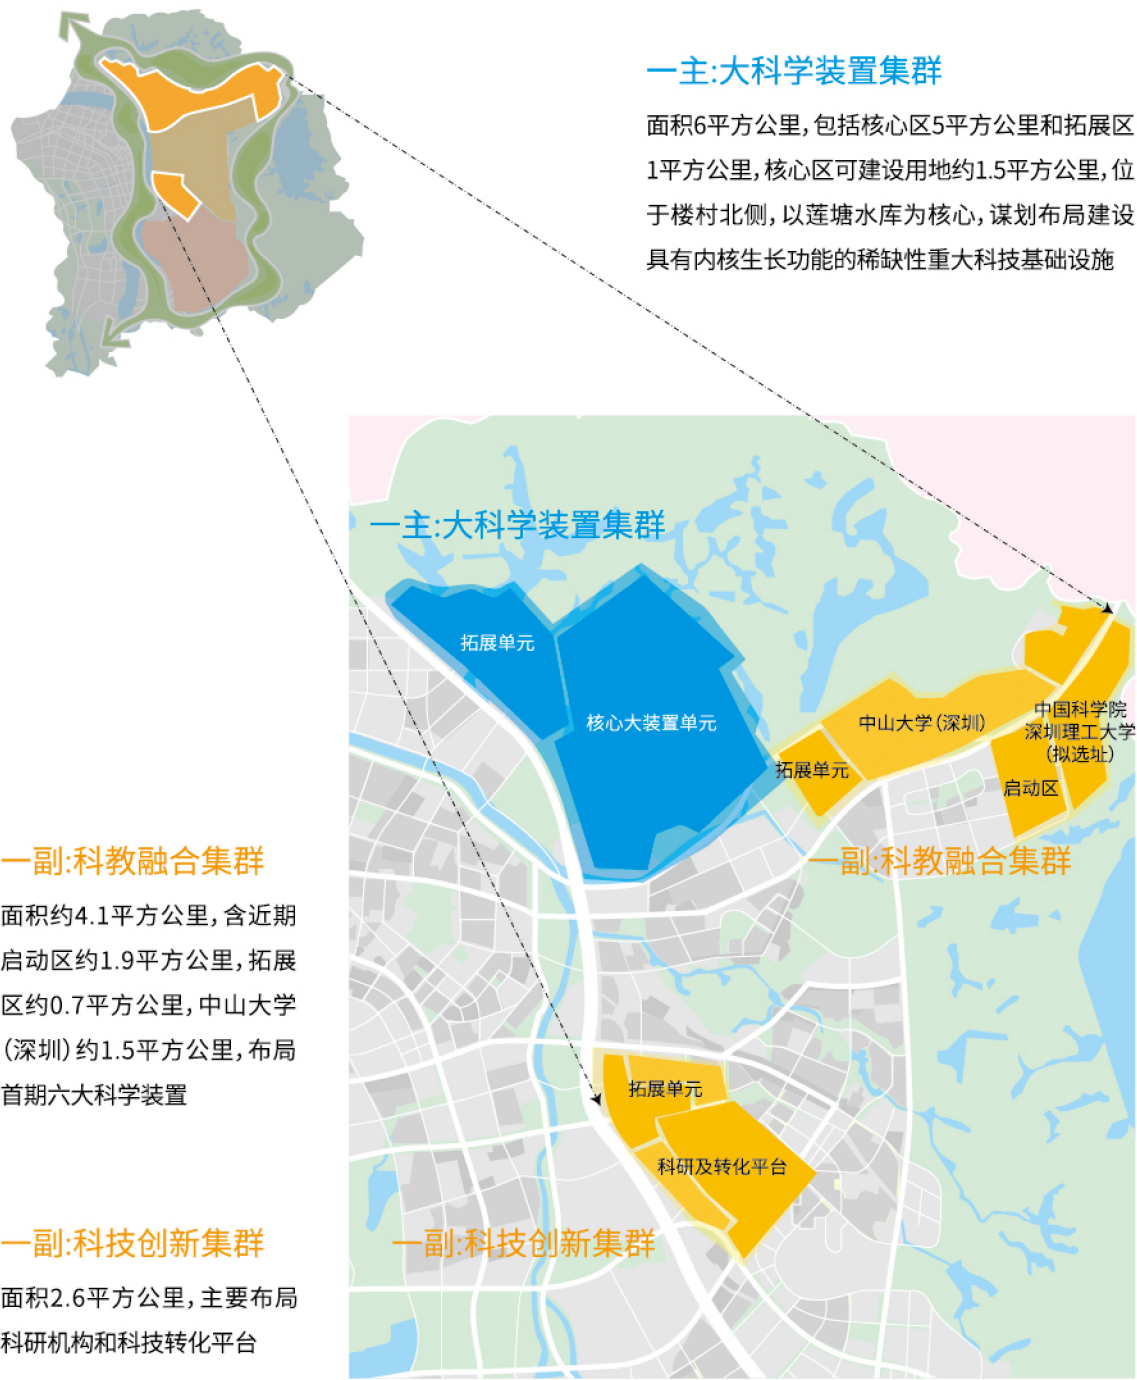 一主:大科学装置集群
面积6平方公里，包括核心区5平方公里和拓展区
1平方公里，核心区可建设用地约1.5平方公里，位
于楼村北侧，以莲塘水库为核心，谋划布局建设
具有内核生长功能的稀缺性重大科技基础设施
一主:大科学装置集群
拓展单元
核心大装置单元
中山大学（深圳）
中国科学院
深圳理工大学
（拟选址）
拓展单元
启动区
一副:科教融合集群
一副:科教融合集群
面积约4.1平方公里，含近期
启动区约1.9平方公里，拓展
区约0.7平方公里，中山大学
（深圳）约1.5平方公里，布局
首期六大科学装置
拓展单元
科研及转化平台
一副:科技创新集群
一副:科技创新集群
面积2.6平方公里，主要布局
科研机构和科技转化平台